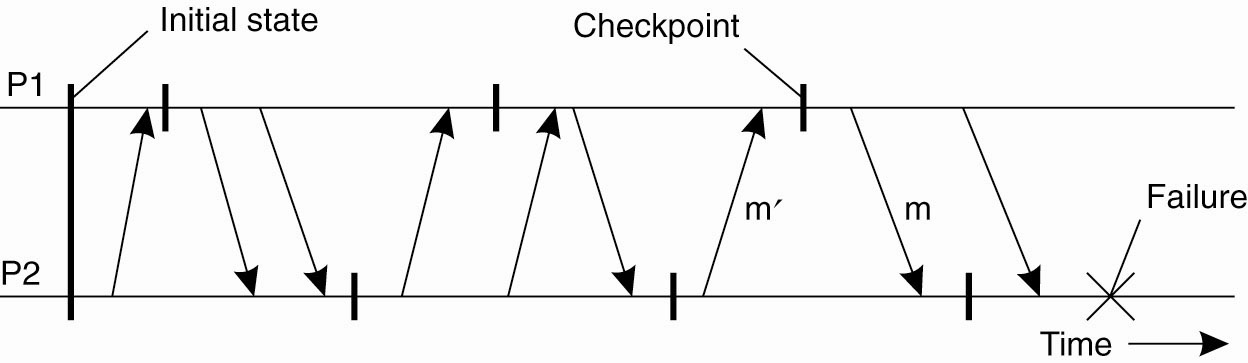 Initial state
Checkpoint
P1
m′
m
Failure
P2
Time